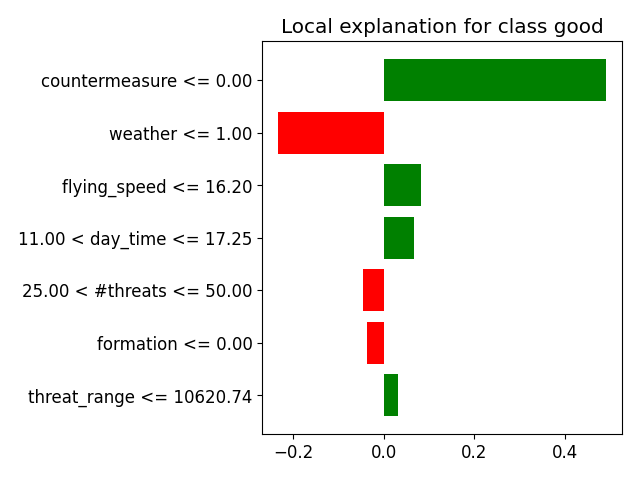 Local explanation for class good
countermeasure <= 0.00
weather <= 1.00
flying_speed <= 16.20
11.00 < day_time <= 17.25
25.00 < #threats <= 50.00
formation <= 0.00
threat_range <= 10620.74
−0.2 0.0 0.2 0.4